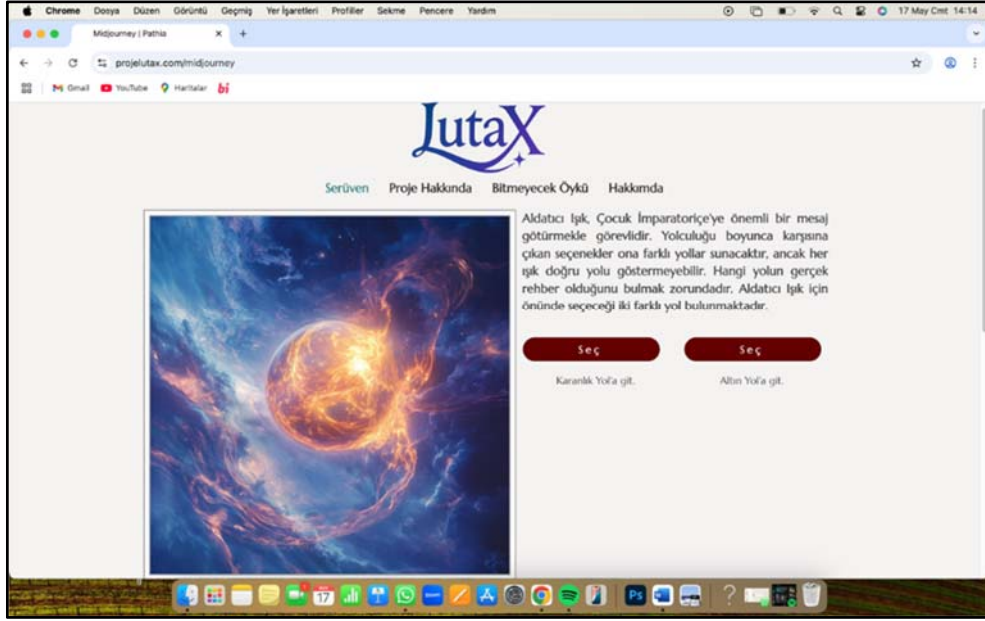 Chrome Dosya Düzen Görüntü Geçmiş Yer İşaretleri Profiller Sekme Pencere Yardım 17 May Cmt 14:14
Midjourney | Pathia
projelutax.com/midjourney
Gmail YouTube Haritalar bi
LutaX
Serüven Proje Hakkında Bitmeyecek Öykü Hakkımda
Aldatıcı Işık, Çocuk İmparatoriçe'ye önemli bir mesaj
götürmekle görevlidir. Yolculuğu boyunca karşısına
çıkan seçenekler ona farklı yollar sunacaktır, ancak her
ışık doğru yolu göstermeyebilir. Hangi yolun gerçek
rehber olduğunu bulmak zorundadır. Aldatıcı Işık için
önünde seçeceği iki farklı yol bulunmaktadır.
Seç Seç
Karanlık Yol'a git. Altın Yol'a git.
17
Ps